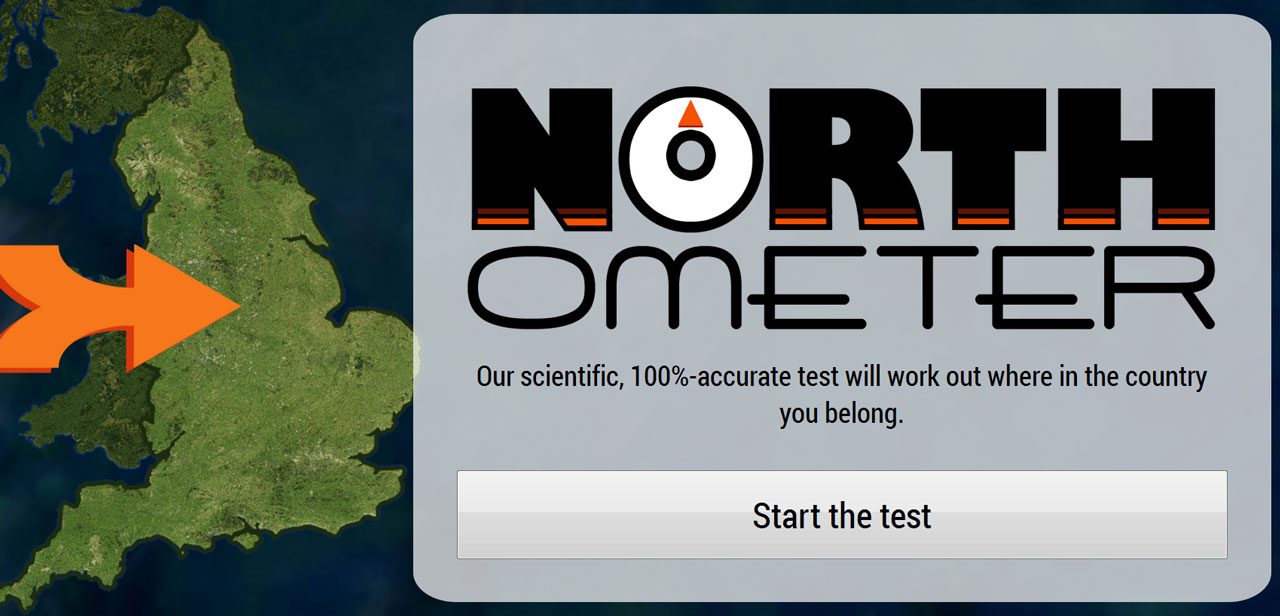 NORTH
OMETER
Our scientific, 100%-accurate test will work out where in the country
you belong.
Start the test